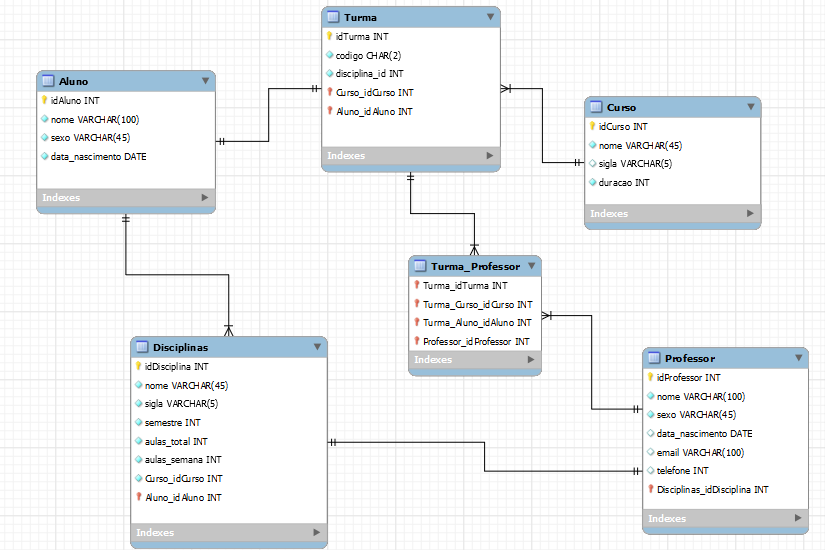 Turma
idTurma INT
codigo CHAR(2)
disciplina_id INT
Curso_idCurso INT
Aluno_idAluno INT
Indexes
Aluno
idAluno INT
nome VARCHAR(100)
sexo VARCHAR(45)
data_nascimento DATE
Indexes
Curso
idCurso INT
nome VARCHAR(45)
sigla VARCHAR(5)
duracao INT
Indexes
Turma_Professor
Turma_idTurma INT
Turma_Curso_idCurso INT
Turma_Aluno_idAluno INT
Professor_idProfessor INT
Indexes
Disciplinas
idDisciplina INT
nome VARCHAR(45)
sigla VARCHAR(5)
semestre INT
aulas_total INT
aulas_semana INT
Curso_idCurso INT
Aluno_idAluno INT
Indexes
Professor
idProfessor INT
nome VARCHAR(100)
sexo VARCHAR(45)
data_nascimento DATE
email VARCHAR(100)
telefone INT
Disciplinas_idDisciplina INT
Indexes